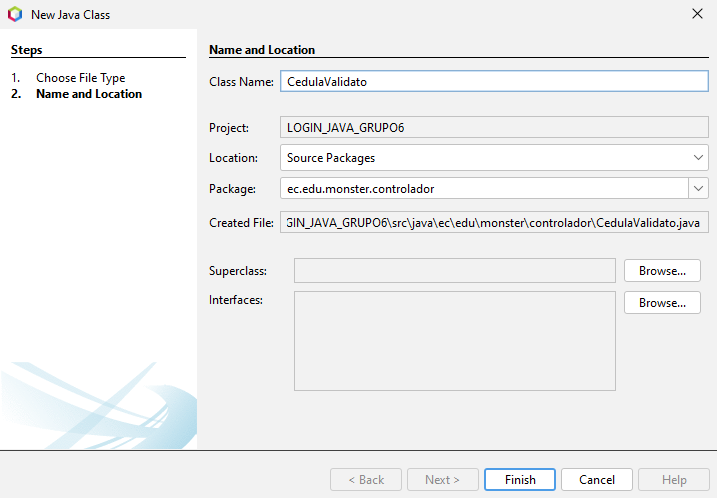 New Java Class
Steps
1. Choose File Type
2. Name and Location
Name and Location
Class Name: CedulaValidato
Project: LOGIN_JAVA_GRUPO6
Location: Source Packages
Package: ec.edu.monster.controlador
Created File: GIN_JAVA_GRUPO6\src\java\ec\edu\monster\controlador\CedulaValidato.java
Superclass: Browse...
Interfaces: Browse...
< Back Next > Finish Cancel Help